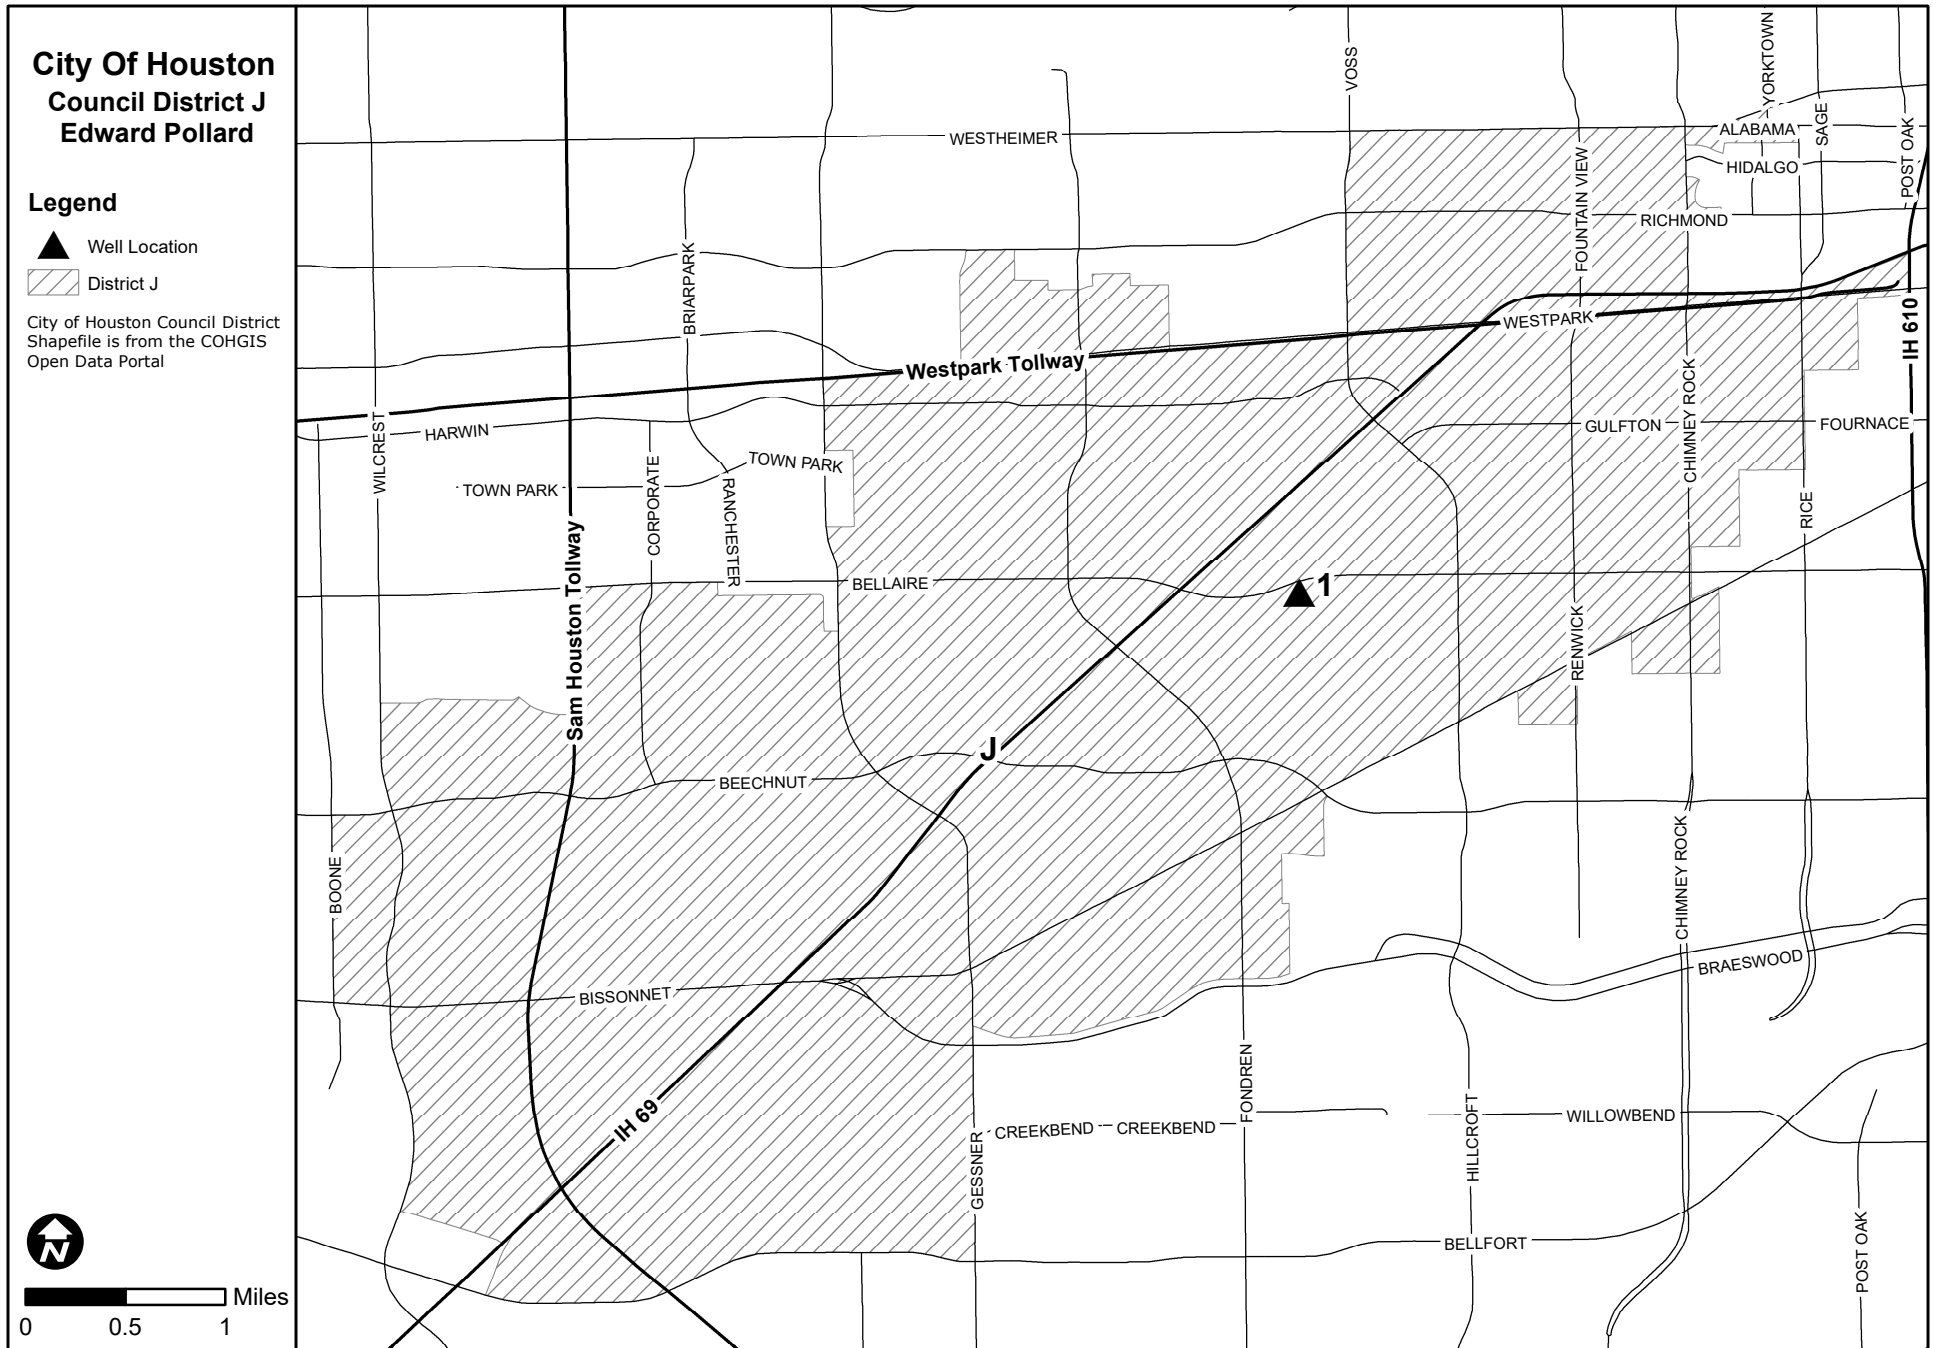 City Of Houston
Council District J
Edward Pollard
Legend
Well Location
District J
City of Houston Council District
Shapefile is from the COHGIS
Open Data Portal
N
Miles
0 0.5 1
VOSS
YORKTOWN
SAGE
POST OAK
WESTHEIMER
ALABAMA
HIDALGO
FOUNTAIN VIEW
RICHMOND
BRIARPARK
WESTPARK
IH 610
Westpark Tollway
CHIMNEY ROCK
HARWIN
WILCREST
GULFTON
FOURNACE
TOWN PARK
TOWN PARK
CORPORATE
RANCHESTER
RICE
Sam Houston Tollway
BELLAIRE
1
RENWICK
J
BEECHNUT
BOONE
CHIMNEY ROCK
BRAESWOOD
BISSONNET
IH 69
FONDREN
GESSNER
CREEKBEND
CREEKBEND
HILLCROFT
WILLOWBEND
BELLFORT
POST OAK